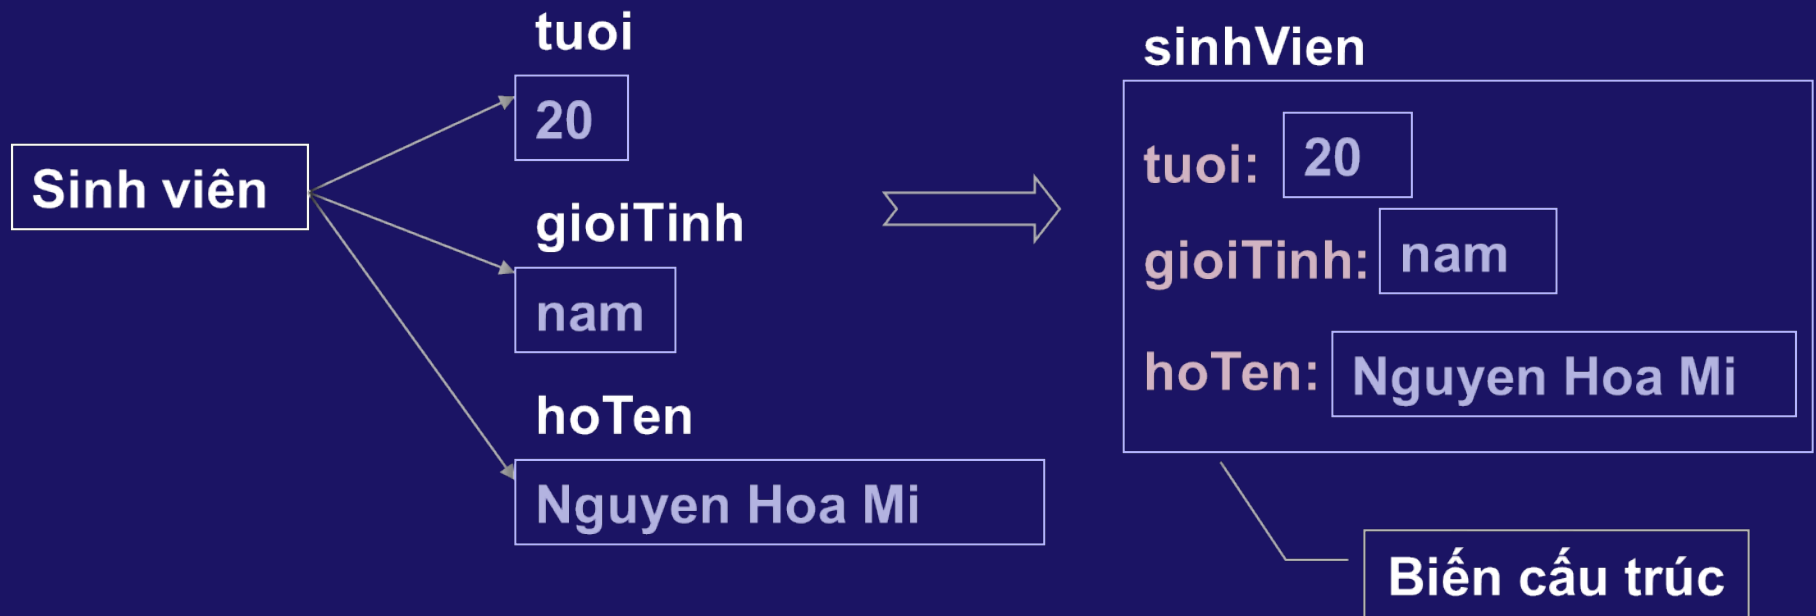 Sinh viên
tuoi
20
gioiTinh
nam
hoTen
Nguyen Hoa Mi
sinhVien
tuoi: 20
gioiTinh: nam
hoTen: Nguyen Hoa Mi
Biến cấu trúc